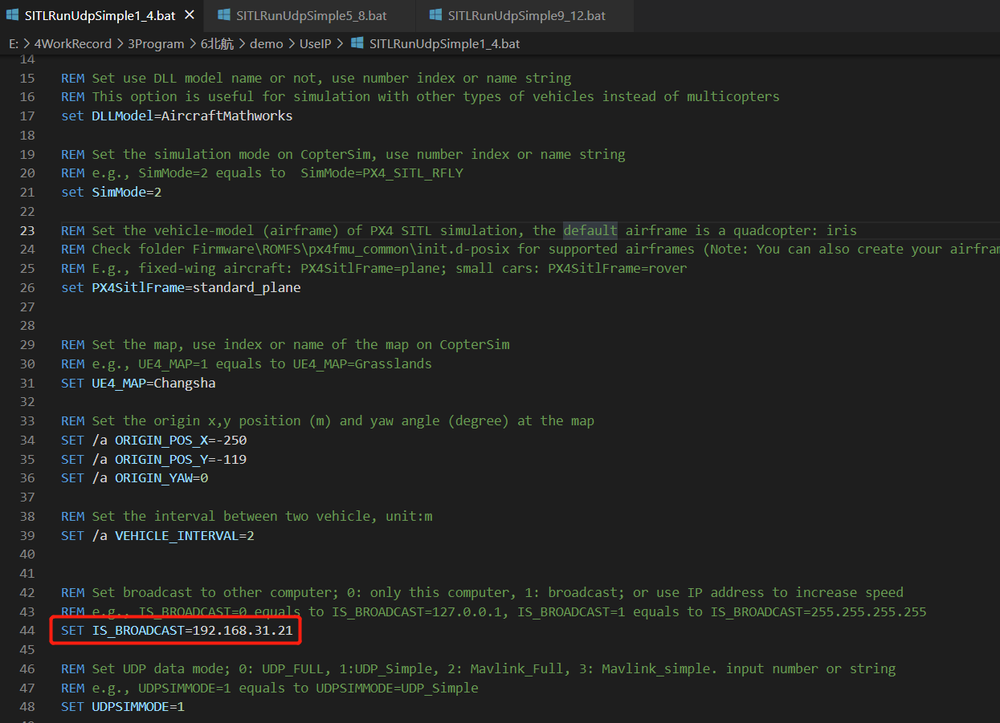 SITLRunUdpSimple1_4.bat SITLRunUdpSimple5_8.bat SITLRunUdpSimple9_12.bat
E: > 4WorkRecord > 3Program > 6北航 > demo > UseIP > SITLRunUdpSimple1_4.bat
14
15 REM Set use DLL model name or not, use number index or name string
16 REM This option is useful for simulation with other types of vehicles instead of multicopters
17 set DLLModel=AircraftMathworks
18
19 REM Set the simulation mode on CopterSim, use number index or name string
20 REM e.g., SimMode=2 equals to  SimMode=PX4_SITL_RFLY
21 set SimMode=2
22
23 REM Set the vehicle-model (airframe) of PX4 SITL simulation, the default airframe is a quadcopter: iris
24 REM Check folder Firmware\ROMFS\px4fmu_common\init.d-posix for supported airframes (Note: You can also create your airfram
25 REM E.g., fixed-wing aircraft: PX4SitlFrame=plane; small cars: PX4SitlFrame=rover
26 set PX4SitlFrame=standard_plane
27
28
29 REM Set the map, use index or name of the map on CopterSim
30 REM e.g., UE4_MAP=1 equals to UE4_MAP=Grasslands
31 SET UE4_MAP=Changsha
32
33 REM Set the origin x,y position (m) and yaw angle (degree) at the map
34 SET /a ORIGIN_POS_X=-250
35 SET /a ORIGIN_POS_Y=-119
36 SET /a ORIGIN_YAW=0
37
38 REM Set the interval between two vehicle, unit:m
39 SET /a VEHICLE_INTERVAL=2
40
41
42 REM Set broadcast to other computer; 0: only this computer, 1: broadcast; or use IP address to increase speed
43 REM e.g., IS_BROADCAST=0 equals to IS_BROADCAST=127.0.0.1, IS_BROADCAST=1 equals to IS_BROADCAST=255.255.255.255
44 SET IS_BROADCAST=192.168.31.21
45
46 REM Set UDP data mode; 0: UDP_FULL, 1:UDP_Simple, 2: Mavlink_Full, 3: Mavlink_simple. input number or string
47 REM e.g., UDPSIMMODE=1 equals to UDPSIMMODE=UDP_Simple
48 SET UDPSIMMODE=1